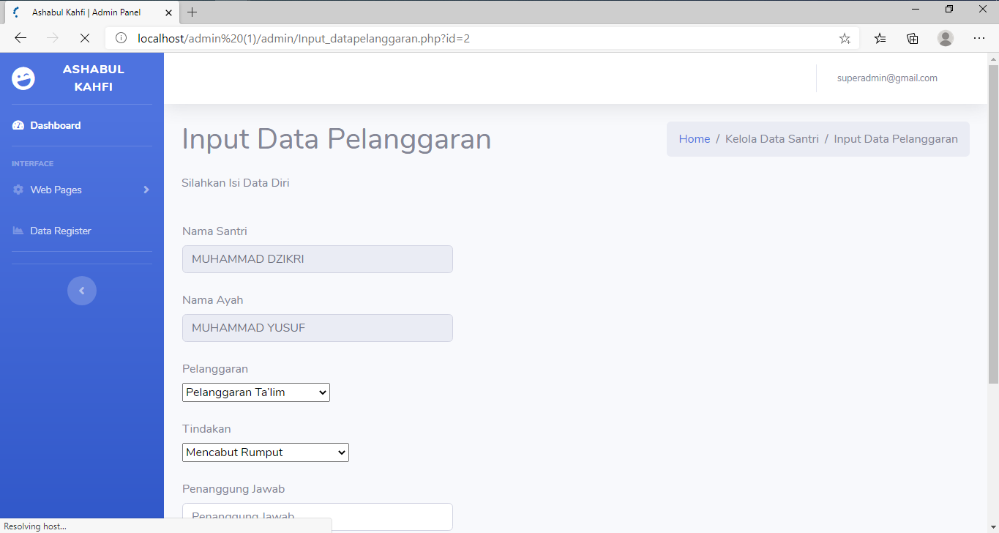 Ashabul Kahfi | Admin Panel
localhost/admin%20(1)/admin/Input_datapelanggaran.php?id=2
ASHABUL
KAHFI
superadmin@gmail.com
Dashboard
INTERFACE
Web Pages
Data Register
Input Data Pelanggaran
Home / Kelola Data Santri / Input Data Pelanggaran
Silahkan Isi Data Diri
Nama Santri
MUHAMMAD DZIKRI
Nama Ayah
MUHAMMAD YUSUF
Pelanggaran
Pelanggaran Ta'lim
Tindakan
Mencabut Rumput
Penanggung Jawab
Penanggung Jawab
Resolving host...